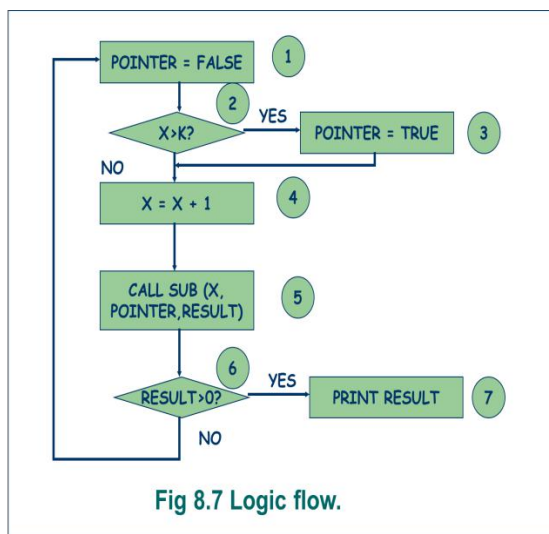 POINTER = FALSE
1
2
X>K?
YES
POINTER = TRUE
3
NO
X = X + 1
4
CALL SUB (X,
POINTER,RESULT)
5
6
RESULT>0?
YES
PRINT RESULT
7
NO
Fig 8.7 Logic flow.